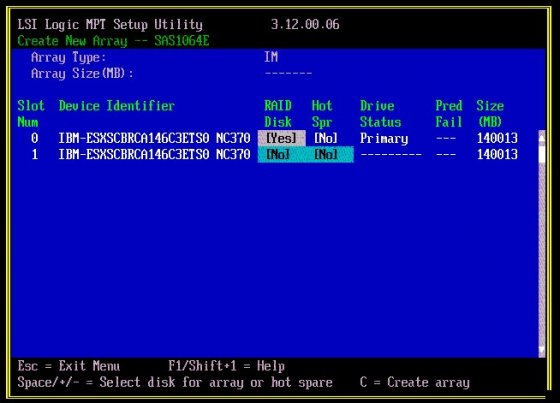 LSI Logic MPT Setup Utility 3.12.00.06
Create New Array -- SAS1064E
Array Type: IM
Array Size(MB): -------
Slot Device Identifier RAID Hot Drive Pred Size
Num Disk Spr Status Fail (MB)
0 IBM-ESXSCBRCA146C3ETS0 NC370 [Yes] [No] Primary --- 140013
1 IBM-ESXSCBRCA146C3ETS0 NC370 [No] [No] --------- --- 140013
Esc = Exit Menu F1/Shift+1 = Help
Space/+/- = Select disk for array or hot spare C = Create array